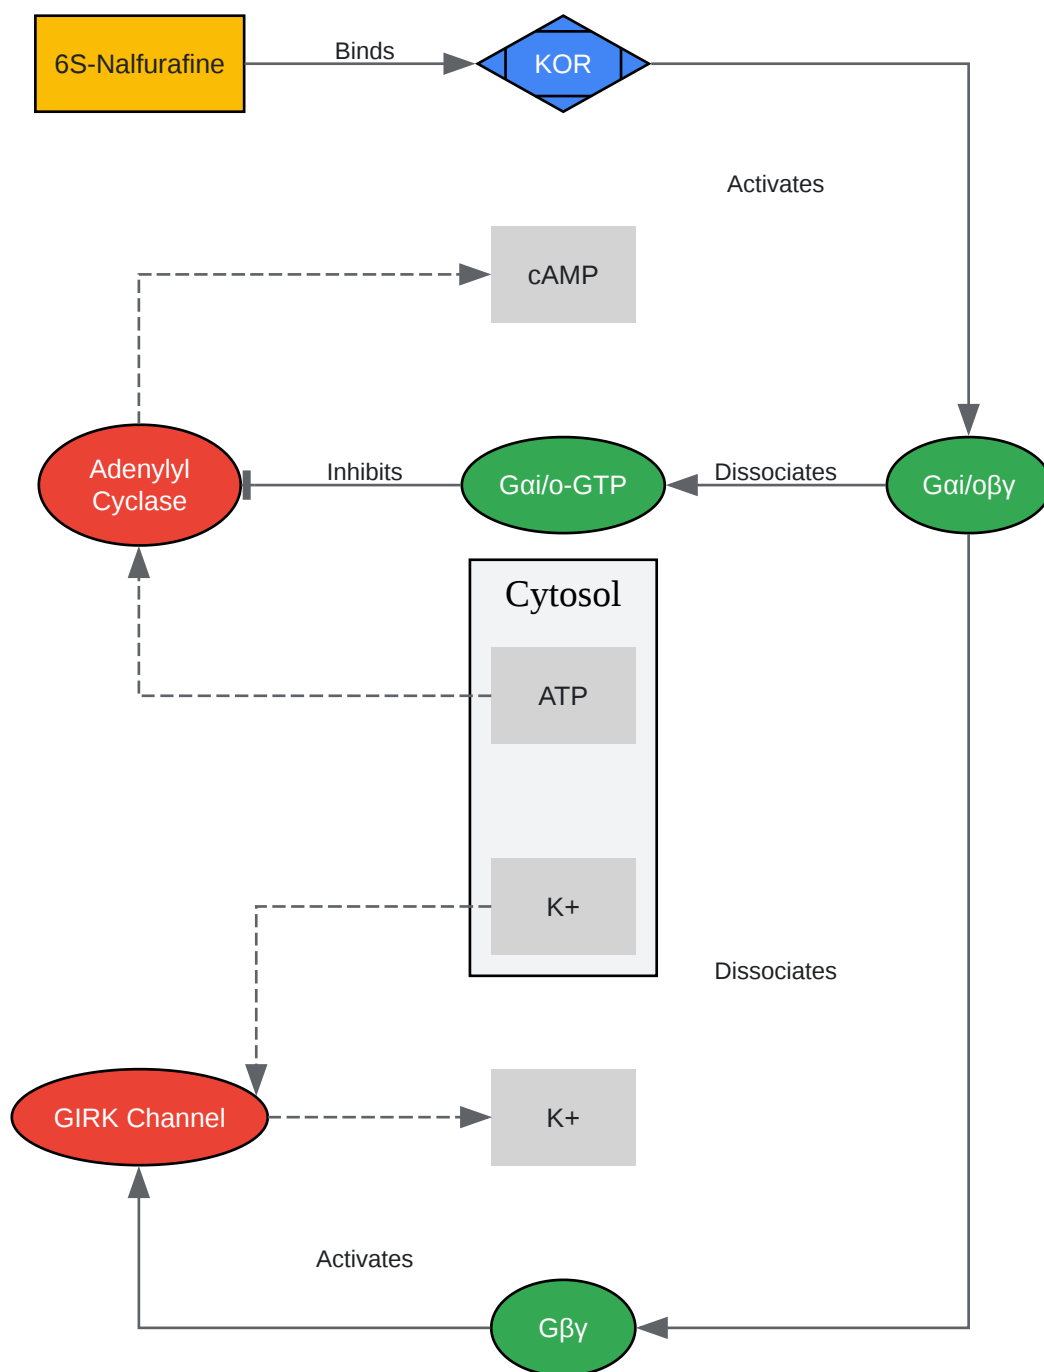 6S-Nalfurafine
Binds
KOR
Activates
cAMP
Adenylyl
Cyclase
Inhibits
Gαi/o-GTP
Dissociates
Gαi/oβγ
Cytosol
ATP
K+
Dissociates
GIRK Channel
K+
Activates
Gβγ